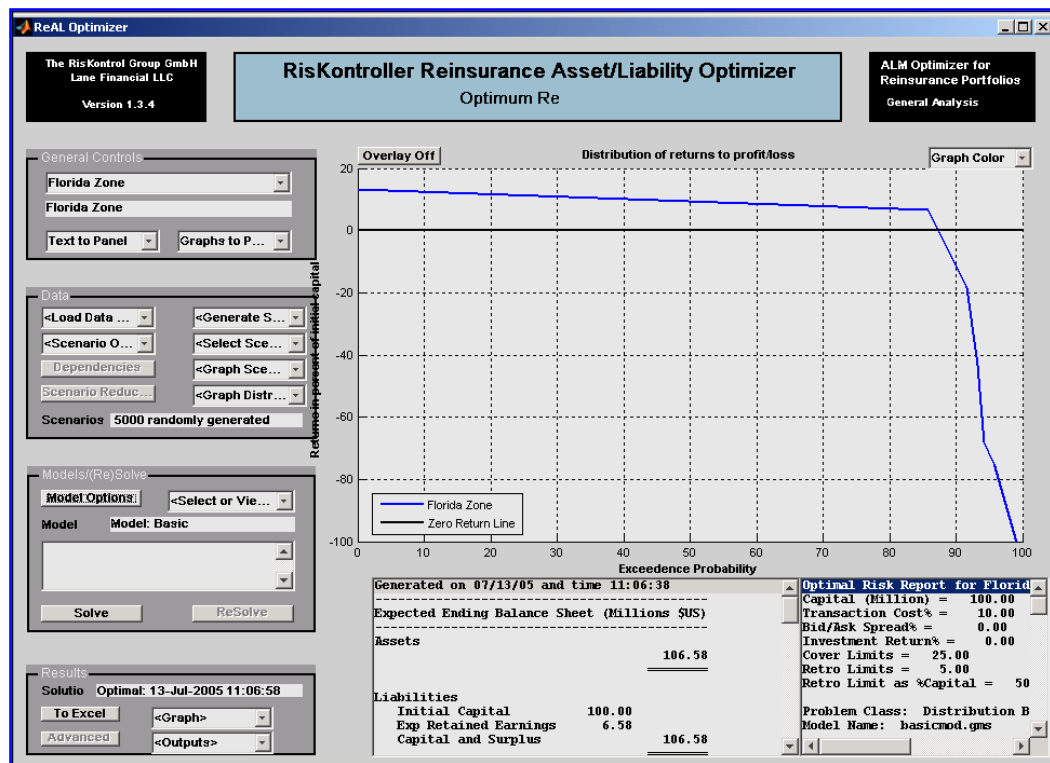 ReAL Optimizer
The RisKontrol Group GmbH
Lane Financial LLC
Version 1.3.4
RisKontroller Reinsurance Asset/Liability Optimizer
Optimum Re
ALM Optimizer for
Reinsurance Portfolios
General Analysis
General Controls
Florida Zone
Florida Zone
Text to Panel
Graphs to P...
Data
<Load Data ...
<Generate S...
<Scenario O...
<Select Sce...
Dependencies
<Graph Sce...
Scenario Reduc...
<Graph Distr...
Scenarios 5000 randomly generated
Models/(Re)Solve
Model Options
<Select or Vie...
Model Model: Basic
Solve
ReSolve
Results
Solutio Optimal: 13-Jul-2005 11:06:58
To Excel
<Graph>
Advanced
<Outputs>
Overlay Off
Distribution of returns to profit/loss
Graph Color
Returns in percent of initial capital
20
0
-20
-40
-60
-80
-100
Florida Zone
Zero Return Line
0 10 20 30 40 50 60 70 80 90 100
Exceedence Probability
Generated on 07/13/05 and time 11:06:38
Expected Ending Balance Sheet (Millions $US)
Assets
106.58
Liabilities
Initial Capital 100.00
Exp Retained Earnings 6.58
Capital and Surplus 106.58
Optimal Risk Report for Florid
Capital (Million) = 100.00
Transaction Cost% = 10.00
Bid/Ask Spread% = 0.00
Investment Return% = 0.00
Cover Limits = 25.00
Retro Limits = 5.00
Retro Limit as %Capital = 50
Problem Class: Distribution B
Model Name: basicmod.gms